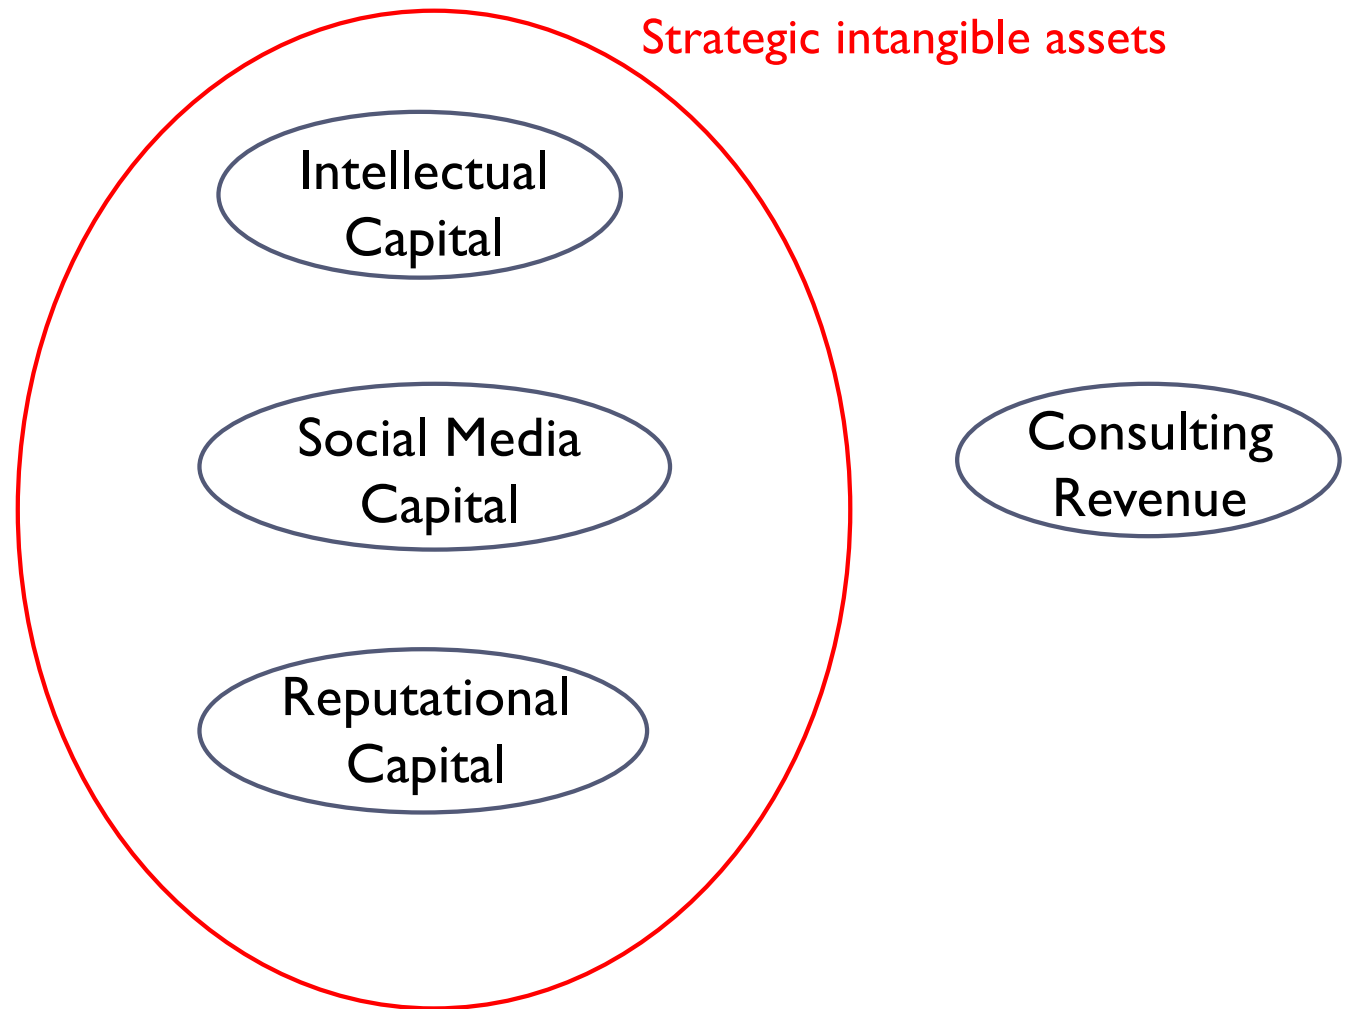 Strategic intangible assets
Intellectual
Capital
Social Media
Capital
Consulting
Revenue
Reputational
Capital